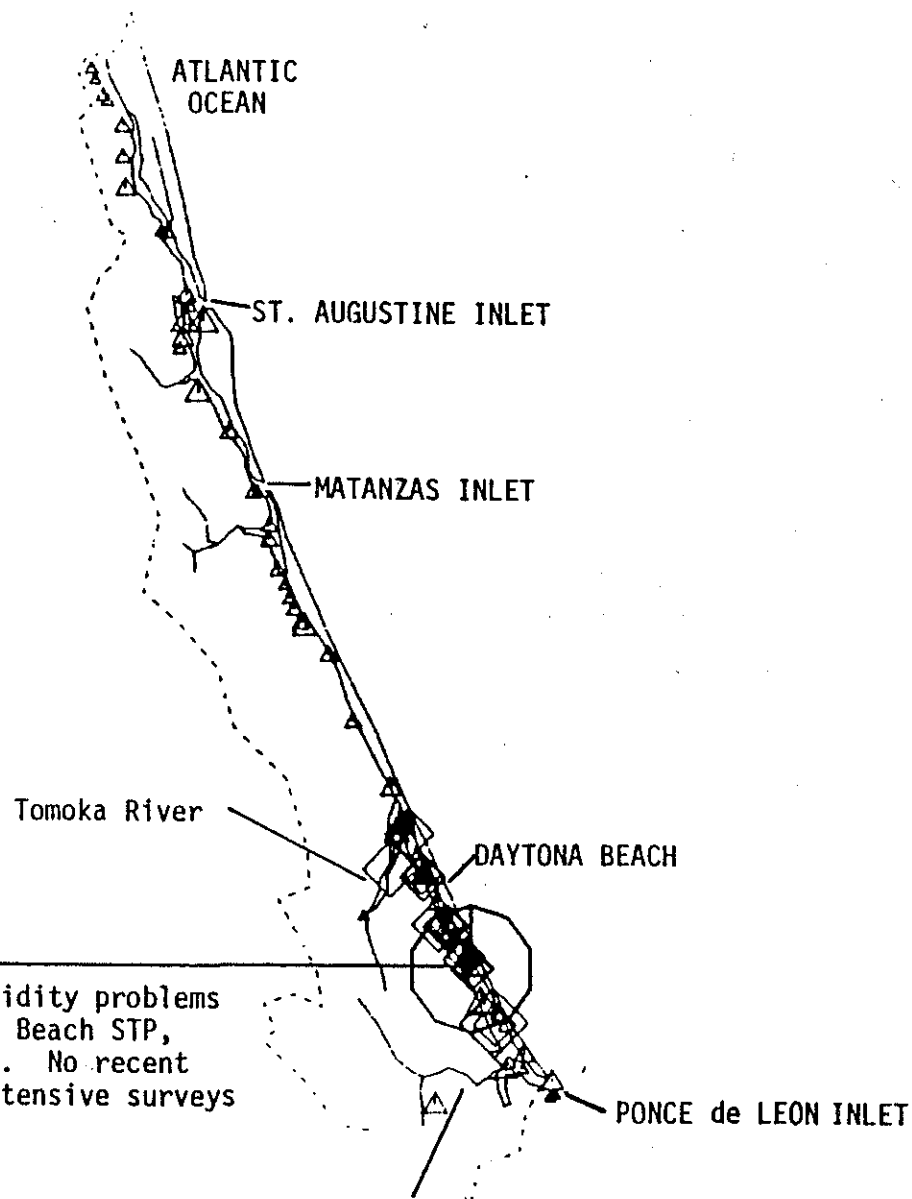 ATLANTIC
OCEAN
ST. AUGUSTINE INLET
MATANZAS INLET
Tomoka River
DAYTONA BEACH
idity problems
Beach STP,
. No recent
tensive surveys
PONCE de LEON INLET